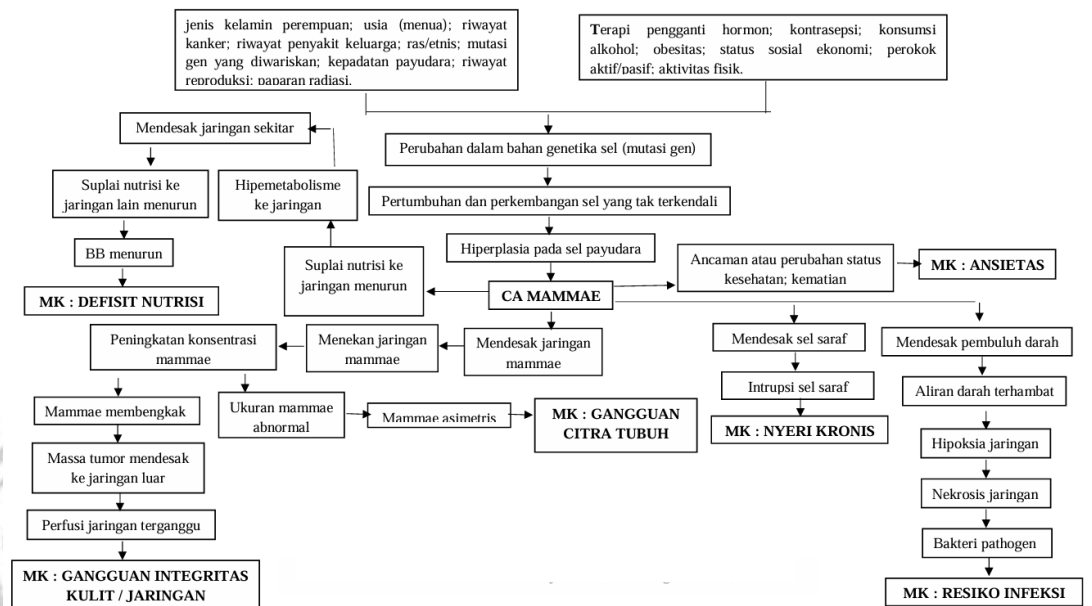 jenis kelamin perempuan; usia (menua); riwayat
kanker; riwayat penyakit keluarga; ras/etnis; mutasi
gen yang diwariskan; kepadatan payudara; riwayat
reproduksi; paparan radiasi.
Terapi pengganti hormon; kontrasepsi; konsumsi
alkohol; obesitas; status sosial ekonomi; perokok
aktif/pasif; aktivitas fisik.
Mendesak jaringan sekitar
Perubahan dalam bahan genetika sel (mutasi gen)
Suplai nutrisi ke
jaringan lain menurun
Hipemetabolisme
ke jaringan
Pertumbuhan dan perkembangan sel yang tak terkendali
BB menurun
Hiperplasia pada sel payudara
Suplai nutrisi ke
jaringan menurun
Ancaman atau perubahan status
kesehatan; kematian
MK : ANSIETAS
MK : DEFISIT NUTRISI
CA MAMMAE
Peningkatan konsentrasi
mammae
Menekan jaringan
mammae
Mendesak jaringan
mammae
Mendesak sel saraf
Mendesak pembuluh darah
Intrupsi sel saraf
Aliran darah terhambat
Mammae membengkak
Ukuran mammae
abnormal
Mammae asimetris
MK : GANGGUAN
CITRA TUBUH
MK : NYERI KRONIS
Hipoksia jaringan
Massa tumor mendesak
ke jaringan luar
Nekrosis jaringan
Perfusi jaringan terganggu
Bakteri pathogen
MK : GANGGUAN INTEGRITAS
KULIT / JARINGAN
MK : RESIKO INFEKSI